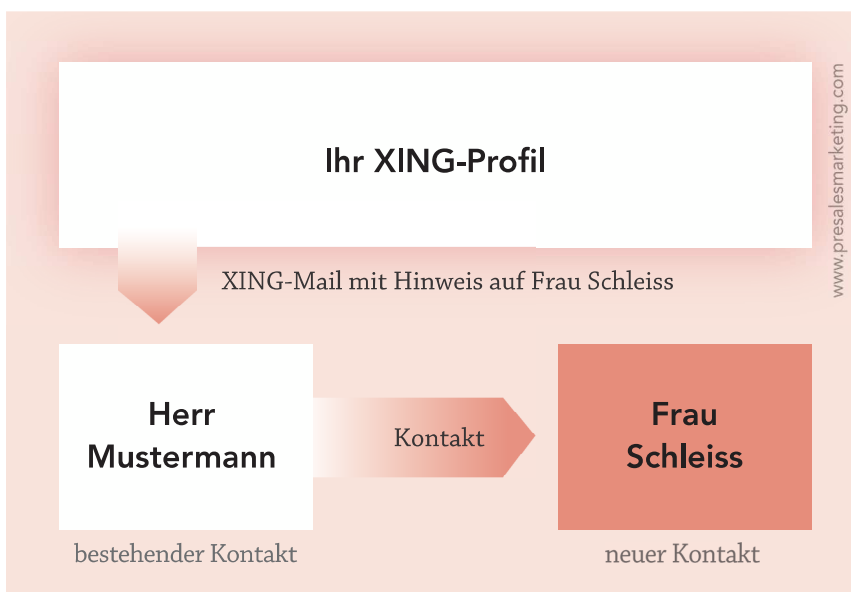 Ihr XING-Profil
www.presalesmarketing.com
XING-Mail mit Hinweis auf Frau Schleiss
Herr
Mustermann
Kontakt
Frau
Schleiss
bestehender Kontakt
neuer Kontakt